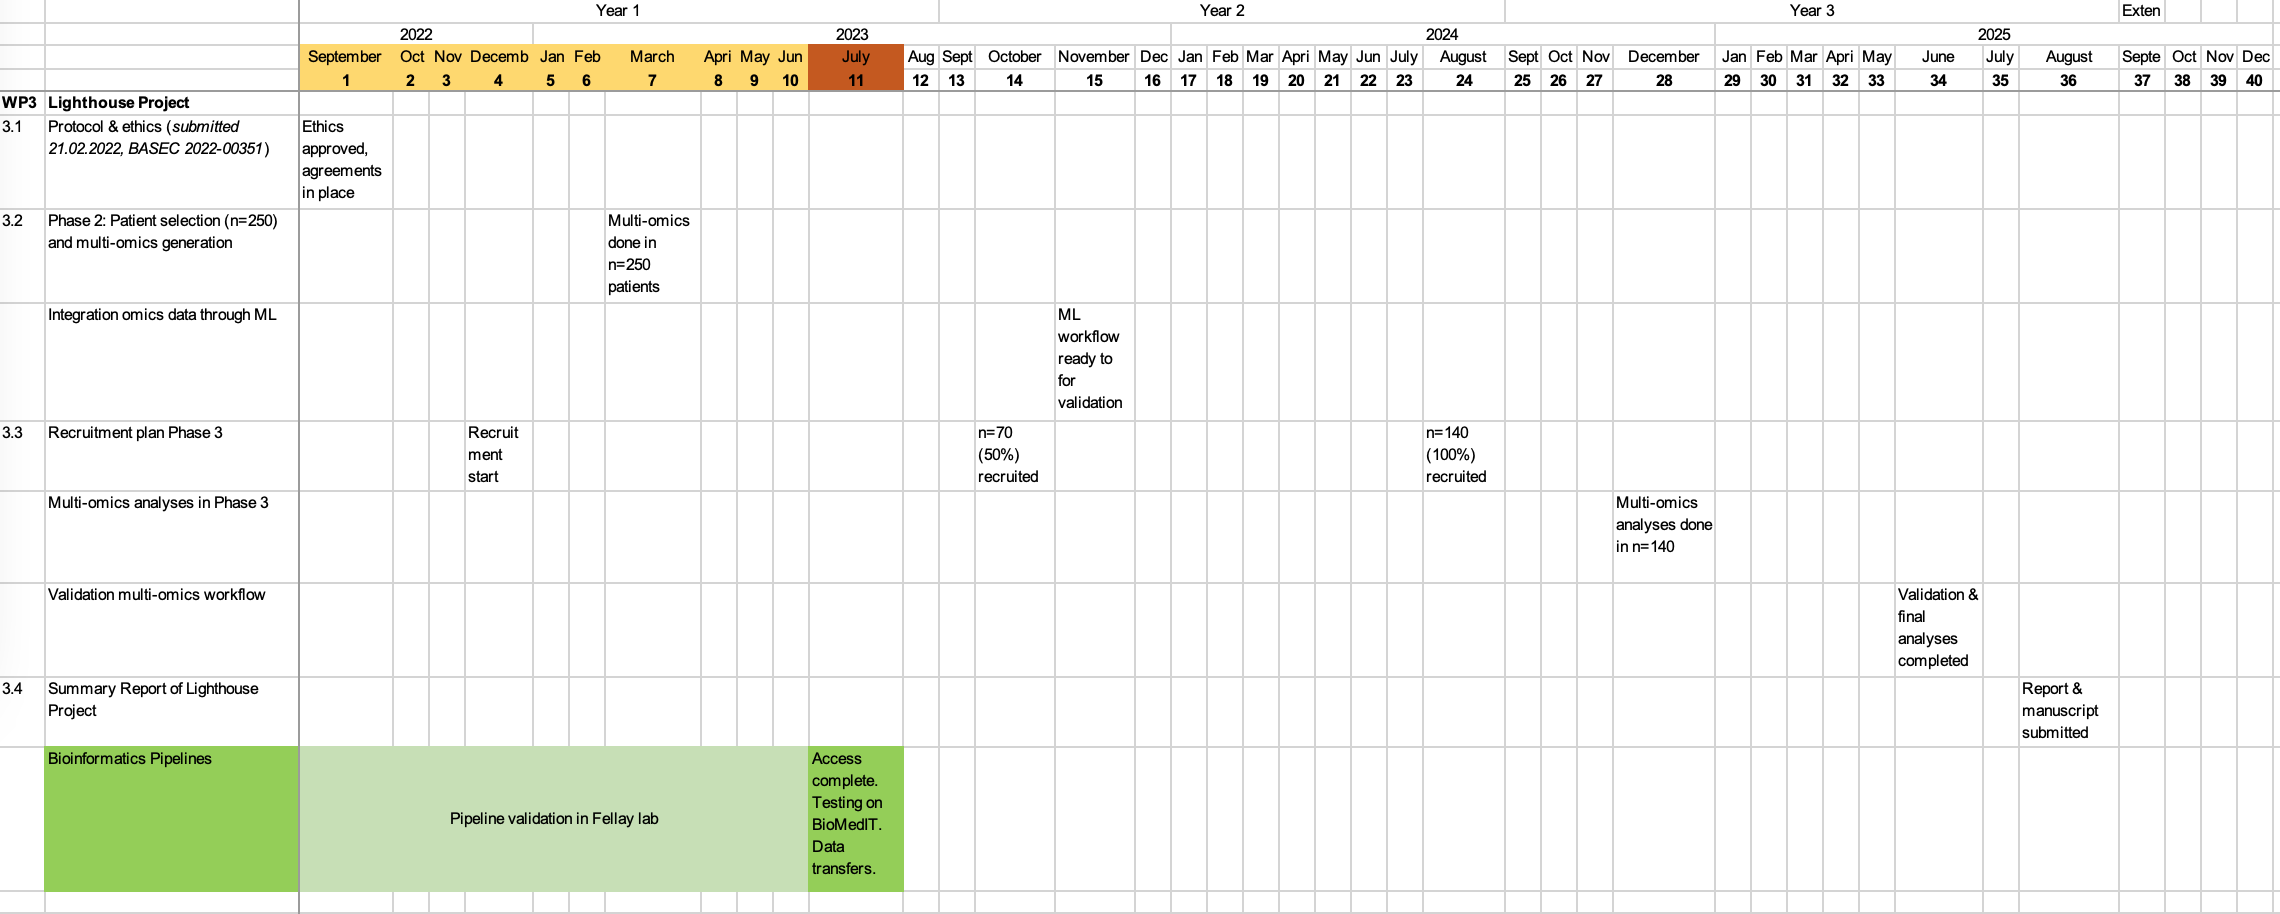 Year 1 Year 2 Year 3 Exten
2022 2023 2024 2025
September Oct Nov Decemb Jan Feb March Apri May Jun July Aug Sept October November Dec Jan Feb Mar Apri May Jun July August Sept Oct Nov December Jan Feb Mar Apri May June July August Septe Oct Nov Dec
1 2 3 4 5 6 7 8 9 10 11 12 13 14 15 16 17 18 19 20 21 22 23 24 25 26 27 28 29 30 31 32 33 34 35 36 37 38 39 40
WP3 Lighthouse Project
3.1 Protocol & ethics (submitted
21.02.2022, BASEC 2022-00351)
Ethics
approved,
agreements
in place
3.2 Phase 2: Patient selection (n=250)
and multi-omics generation
Multi-omics
done in
n=250
patients
Integration omics data through ML
ML
workflow
ready to
for
validation
3.3 Recruitment plan Phase 3
Recruit
ment
start
n=70
(50%)
recruited
n=140
(100%)
recruited
Multi-omics analyses in Phase 3
Multi-omics
analyses done
in n=140
Validation multi-omics workflow
Validation &
final
analyses
completed
3.4 Summary Report of Lighthouse
Project
Report &
manuscript
submitted
Bioinformatics Pipelines
Pipeline validation in Fellay lab
Access
complete.
Testing on
BioMedIT.
Data
transfers.